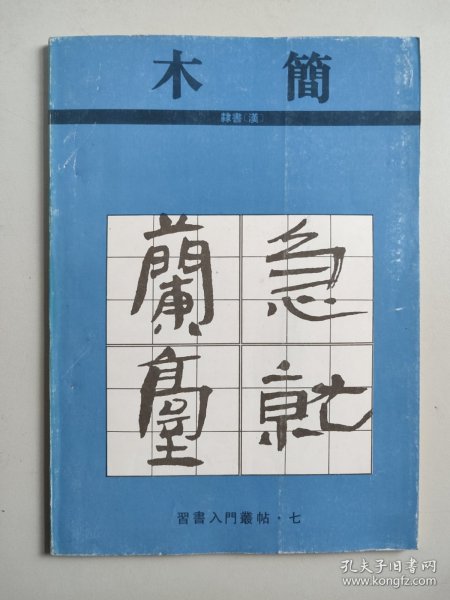 木簡
隸書〔漢〕
急就
蘭臺
習書入門叢帖・七
孔夫子旧书网
www.kongfz.com